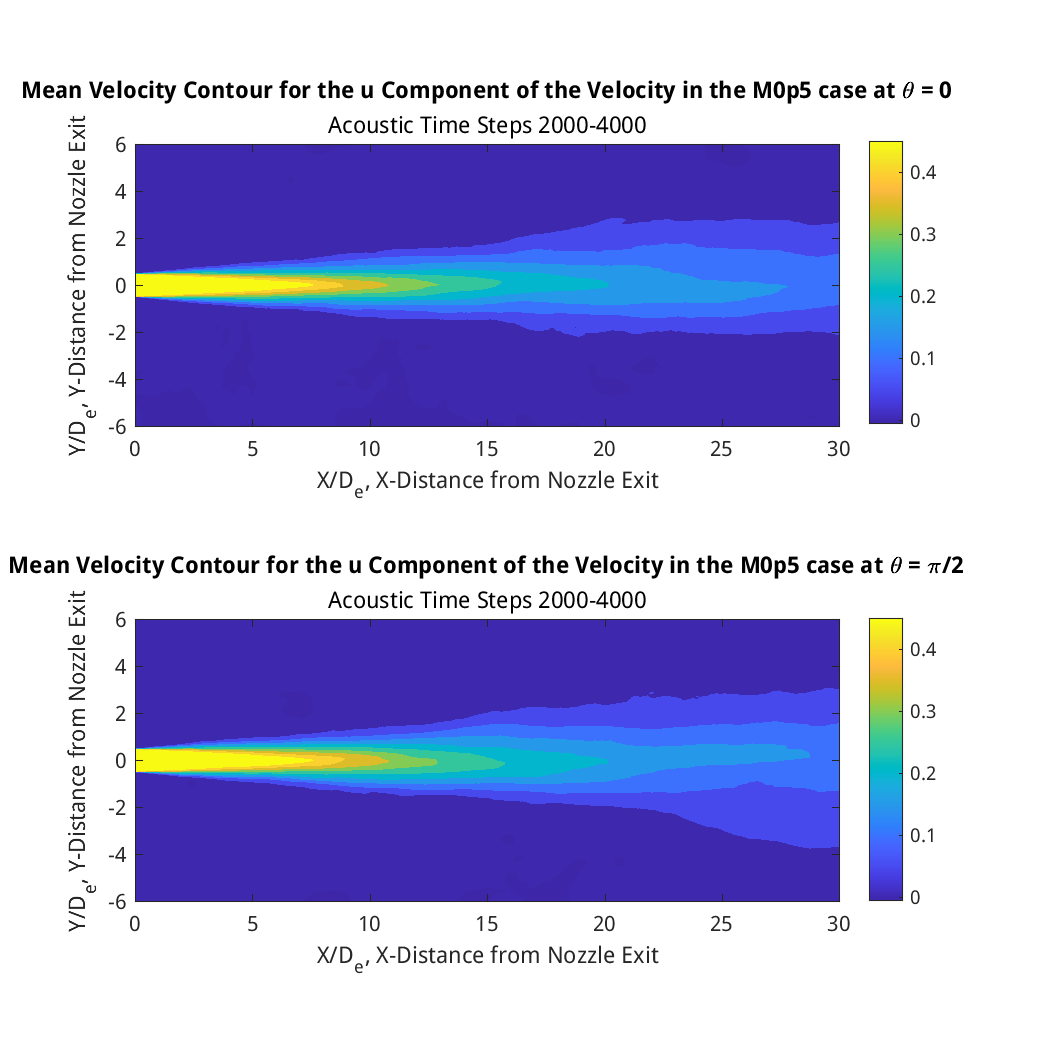 Mean Velocity Contour for the u Component of the Velocity in the M0p5 case at θ = 0
Acoustic Time Steps 2000-4000
Y/De, Y-Distance from Nozzle Exit
6
4
2
0
-2
-4
-6
0 5 10 15 20 25 30
X/De, X-Distance from Nozzle Exit
0.4
0.3
0.2
0.1
0
Mean Velocity Contour for the u Component of the Velocity in the M0p5 case at θ = π/2
Acoustic Time Steps 2000-4000
Y/De, Y-Distance from Nozzle Exit
6
4
2
0
-2
-4
-6
0 5 10 15 20 25 30
X/De, X-Distance from Nozzle Exit
0.4
0.3
0.2
0.1
0